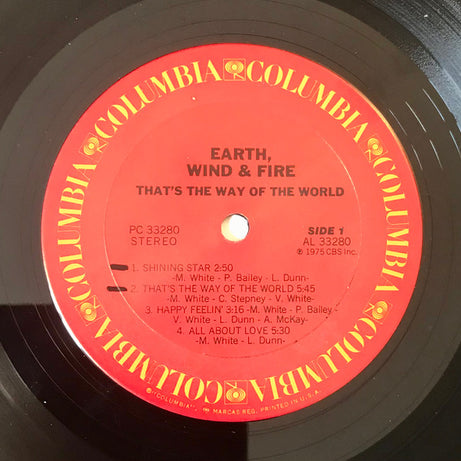 COLUMBIA COLUMBIA COLUMBIA COLUMBIA COLUMBIA COLUMBIA
EARTH,
WIND & FIRE
THAT'S THE WAY OF THE WORLD
PC 33280
STEREO
SIDE 1
AL 33280
℗ 1975 CBS Inc.
1. SHINING STAR 2:50
-M. White - P. Bailey - L. Dunn-
2. THAT'S THE WAY OF THE WORLD 5:45
-M. White - C. Stepney - V. White-
3. HAPPY FEELIN' 3:16 -M. White - P. Bailey -
V. White - L. Dunn - A. McKay-
4. ALL ABOUT LOVE 5:30
-M. White - L. Dunn-
"COLUMBIA", MARCAS REG. PRINTED IN U.S.A.